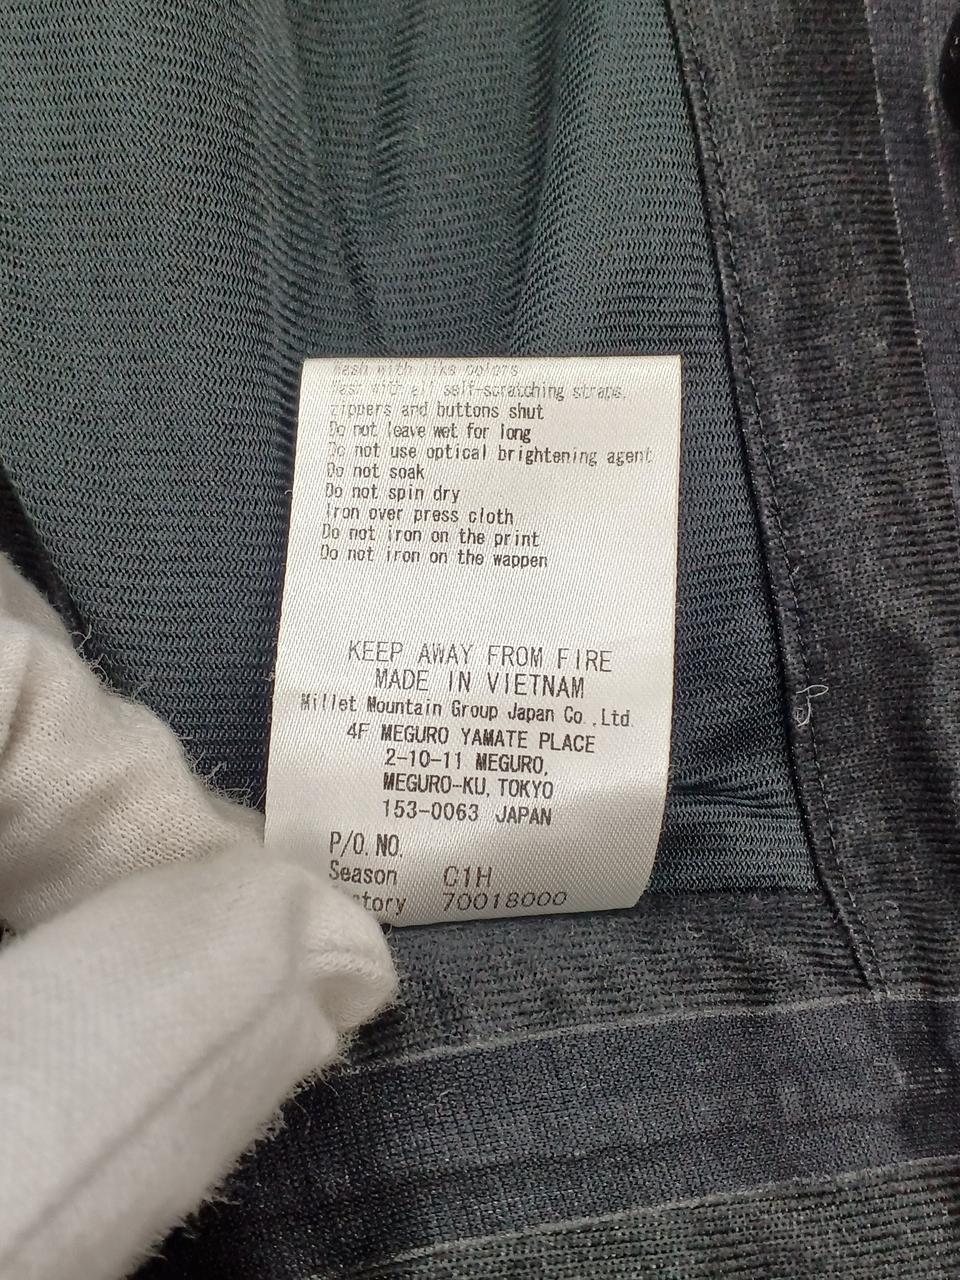 Wash with like colors
Wash with all self-scratching straps,
zippers and buttons shut
Do not leave wet for long
Do not use optical brightening agent
Do not soak
Do not spin dry
Iron over press cloth
Do not iron on the print
Do not iron on the wappen
KEEP AWAY FROM FIRE
MADE IN VIETNAM
Millet Mountain Group Japan Co.,Ltd.
4F MEGURO YAMATE PLACE
2-10-11 MEGURO,
MEGURO-KU, TOKYO
153-0063 JAPAN
P/O. NO.
Season C1H
tory 70018000